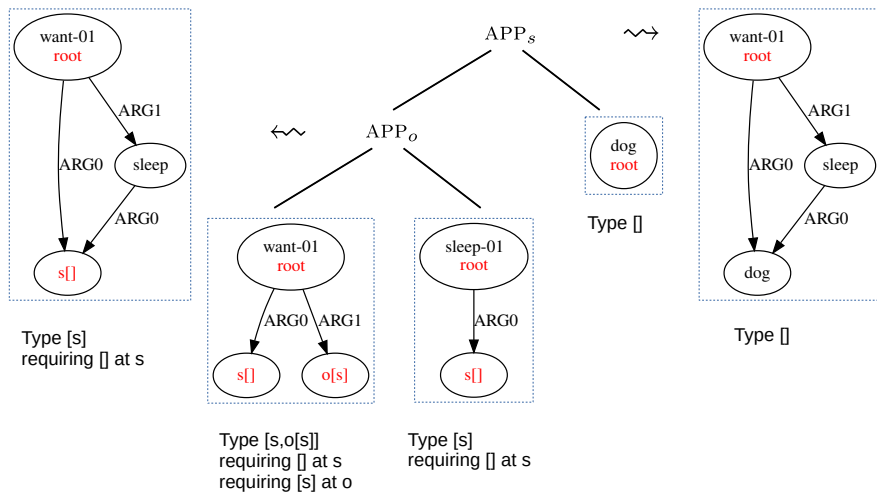 want-01
root
ARG1
ARG0
sleep
ARG0
s[]
Type [s]
requiring [] at s
APPs
APPo
dog
root
Type []
want-01
root
ARG0
ARG1
s[]
o[s]
Type [s,o[s]]
requiring [] at s
requiring [s] at o
sleep-01
root
ARG0
s[]
Type [s]
requiring [] at s
want-01
root
ARG1
ARG0
sleep
ARG0
dog
Type []